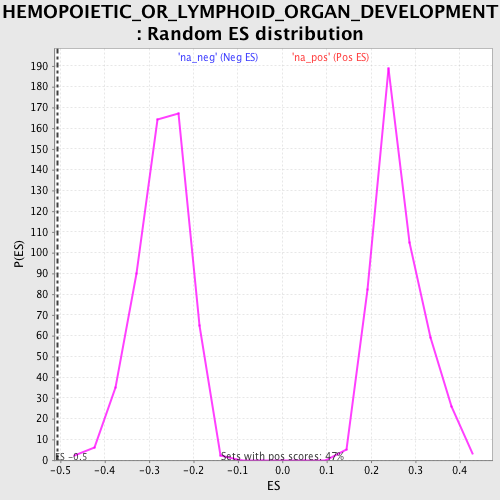 HEMOPOIETIC_OR_LYMPHOID_ORGAN_DEVELOPMENT
: Random ES distribution
'na_neg' (Neg ES) 'na_pos' (Pos ES)
190
180
170
160
150
140
130
120
110
100
90
80
70
60
50
40
30
20
10
0
P(ES)
ES -0.5 Sets with pos scores: 47%
-0.5 -0.4 -0.3 -0.2 -0.1 0.0 0.1 0.2 0.3 0.4
ES